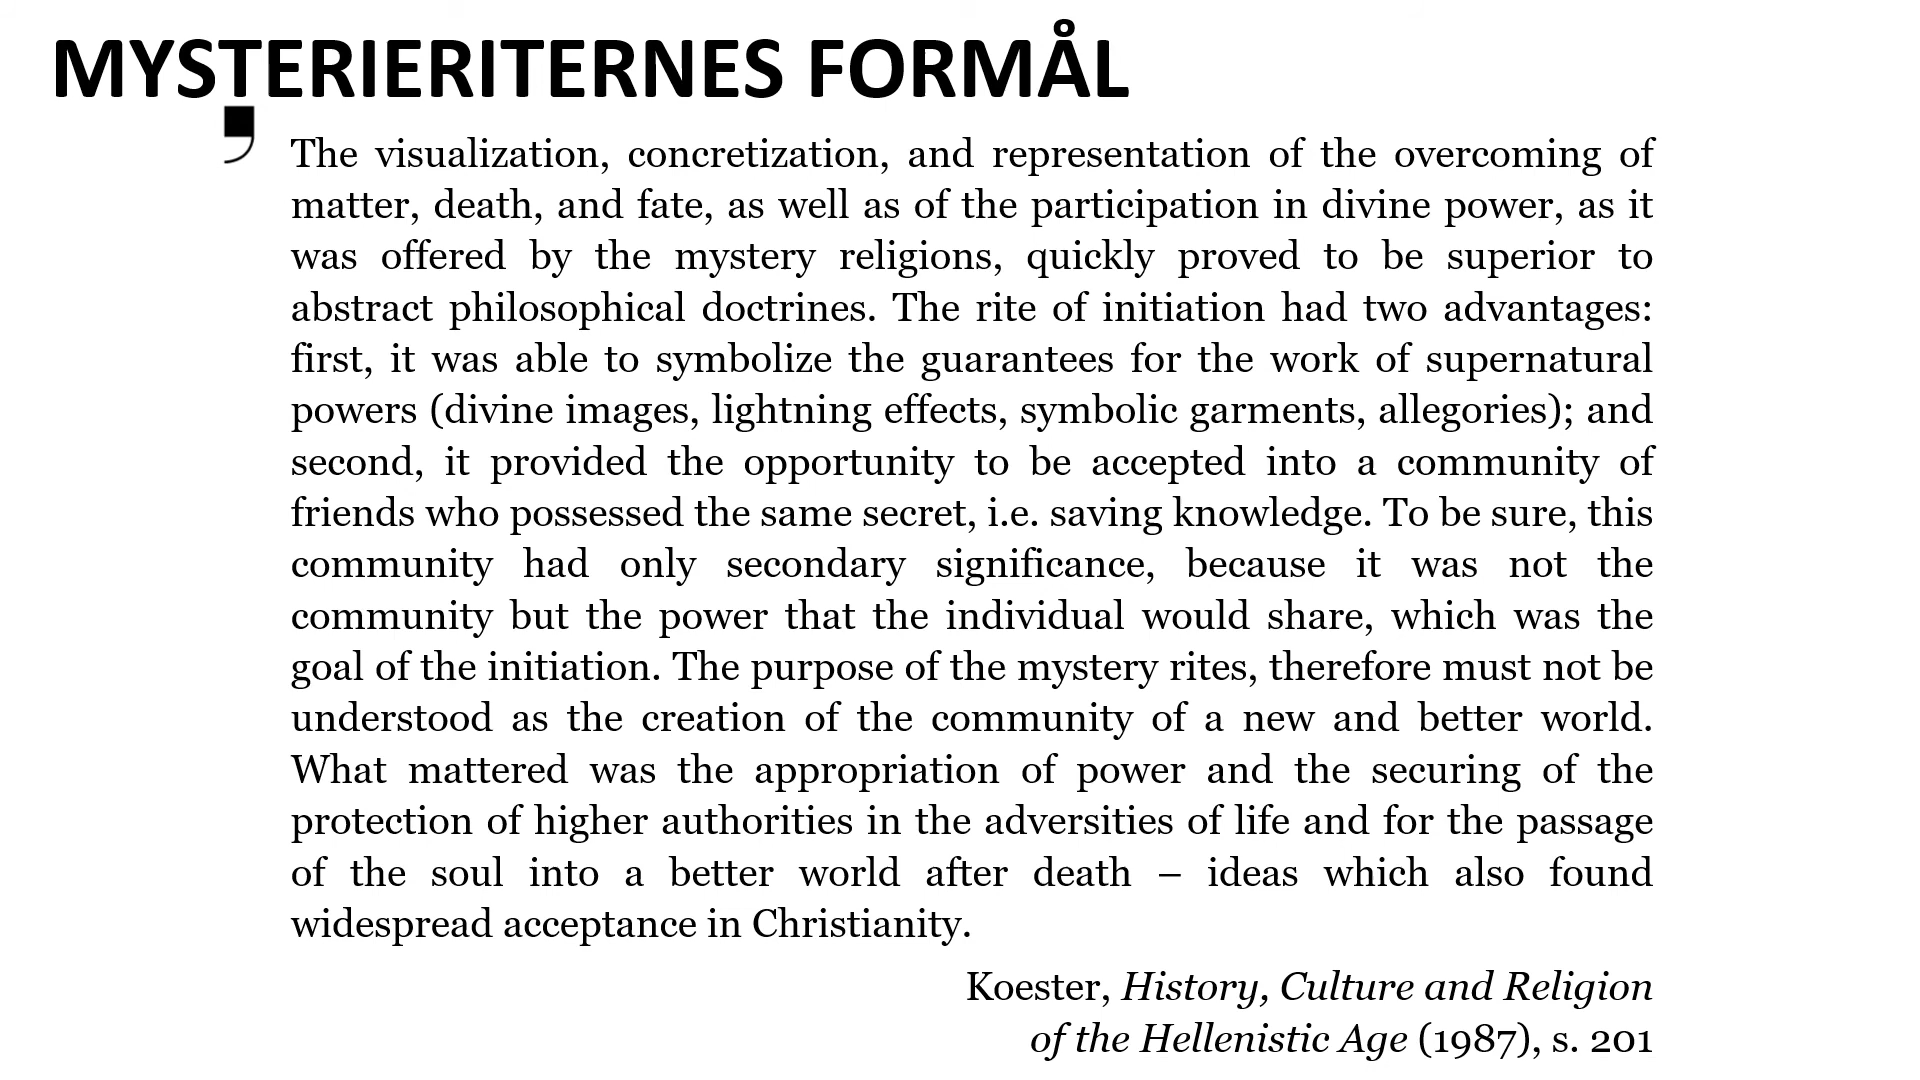 MYSTERIERITERNES FORMÅL
The visualization, concretization, and representation of the overcoming of
matter, death, and fate, as well as of the participation in divine power, as it
was offered by the mystery religions, quickly proved to be superior to
abstract philosophical doctrines. The rite of initiation had two advantages:
first, it was able to symbolize the guarantees for the work of supernatural
powers (divine images, lightning effects, symbolic garments, allegories); and
second, it provided the opportunity to be accepted into a community of
friends who possessed the same secret, i.e. saving knowledge. To be sure, this
community had only secondary significance, because it was not the
community but the power that the individual would share, which was the
goal of the initiation. The purpose of the mystery rites, therefore must not be
understood as the creation of the community of a new and better world.
What mattered was the appropriation of power and the securing of the
protection of higher authorities in the adversities of life and for the passage
of the soul into a better world after death – ideas which also found
widespread acceptance in Christianity.
Koester, History, Culture and Religion
of the Hellenistic Age (1987), s. 201